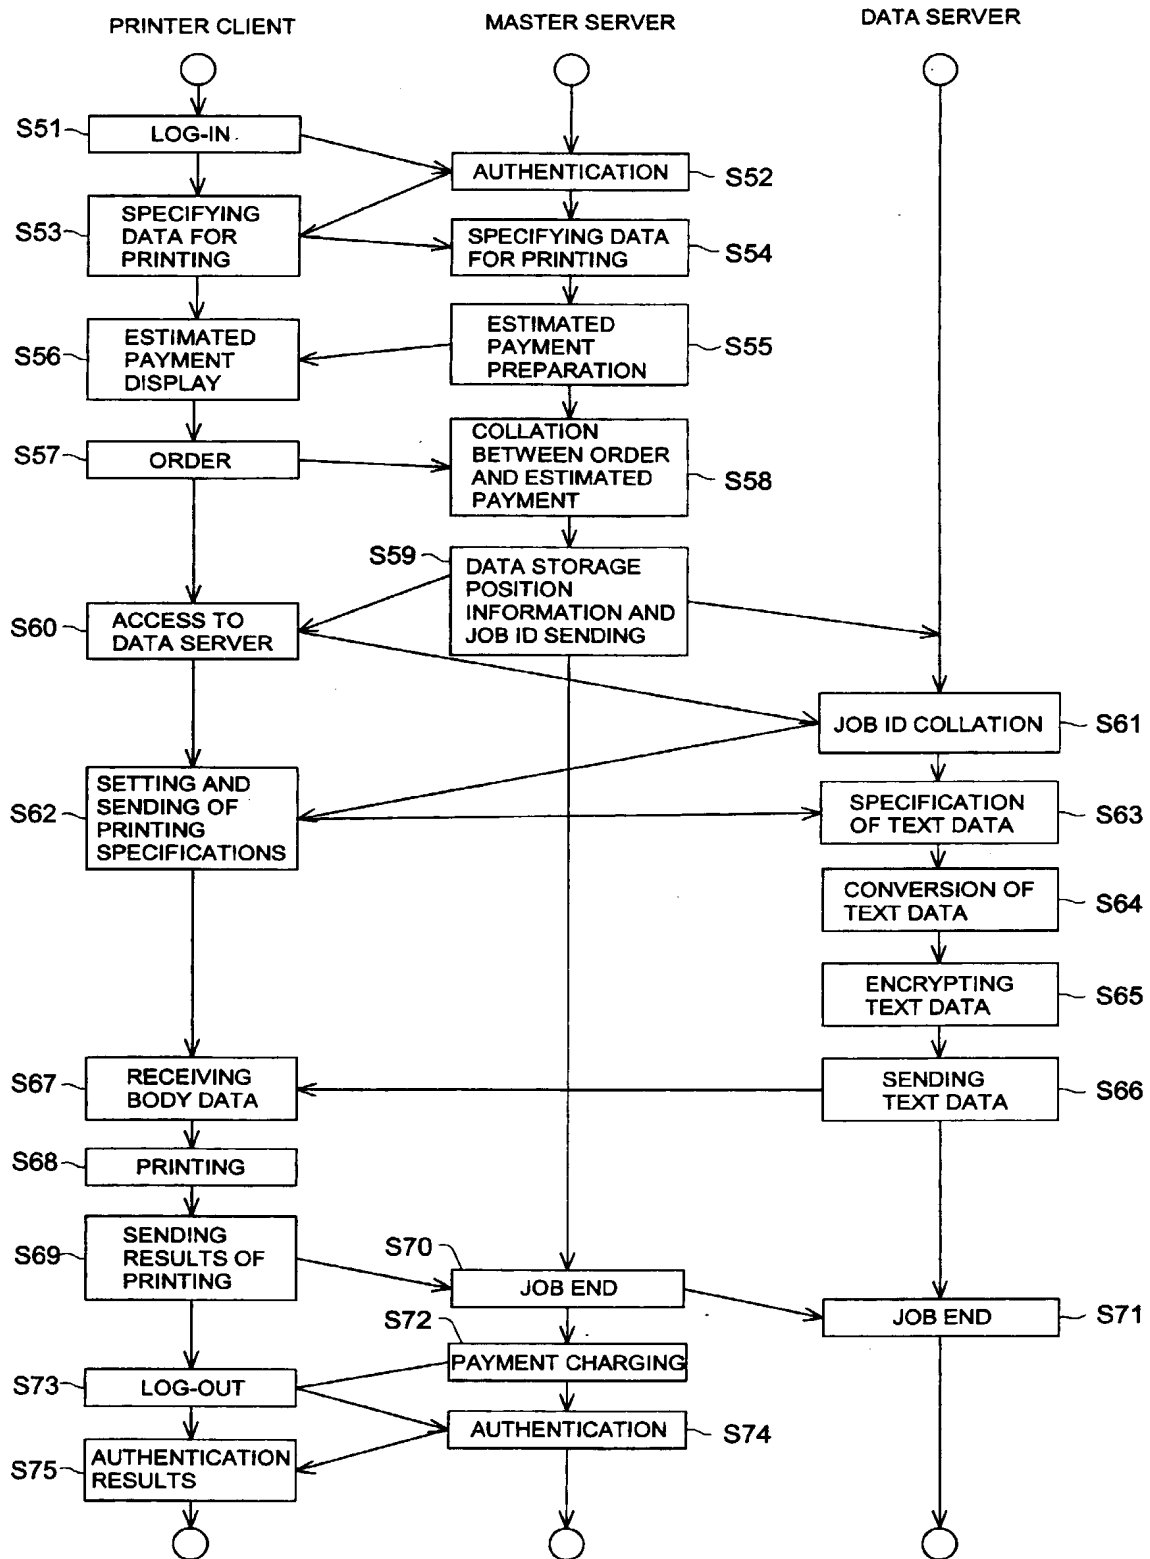 PRINTER CLIENT
MASTER SERVER
DATA SERVER
S51
LOG-IN
AUTHENTICATION
S52
S53
SPECIFYING
DATA FOR
PRINTING
SPECIFYING DATA
FOR PRINTING
S54
S56
ESTIMATED
PAYMENT
DISPLAY
ESTIMATED
PAYMENT
PREPARATION
S55
S57
ORDER
COLLATION
BETWEEN ORDER
AND ESTIMATED
PAYMENT
S58
S59
DATA STORAGE
POSITION
INFORMATION AND
JOB ID SENDING
S60
ACCESS TO
DATA SERVER
JOB ID COLLATION
S61
S62
SETTING AND
SENDING OF
PRINTING
SPECIFICATIONS
SPECIFICATION
OF TEXT DATA
S63
CONVERSION OF
TEXT DATA
S64
ENCRYPTING
TEXT DATA
S65
S67
RECEIVING
BODY DATA
SENDING
TEXT DATA
S66
S68
PRINTING
S69
SENDING
RESULTS OF
PRINTING
S70
JOB END
JOB END
S71
S72
PAYMENT CHARGING
S73
LOG-OUT
AUTHENTICATION
S74
S75
AUTHENTICATION
RESULTS